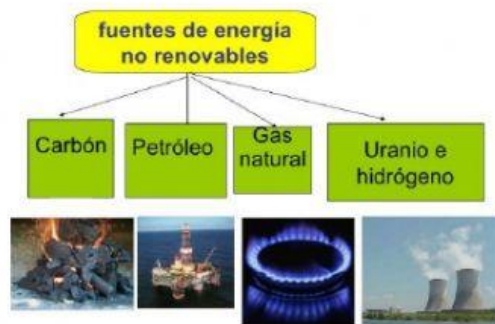 fuentes de energía
no renovables
Carbón
Petróleo
Gas
natural
Uranio e
hidrógeno